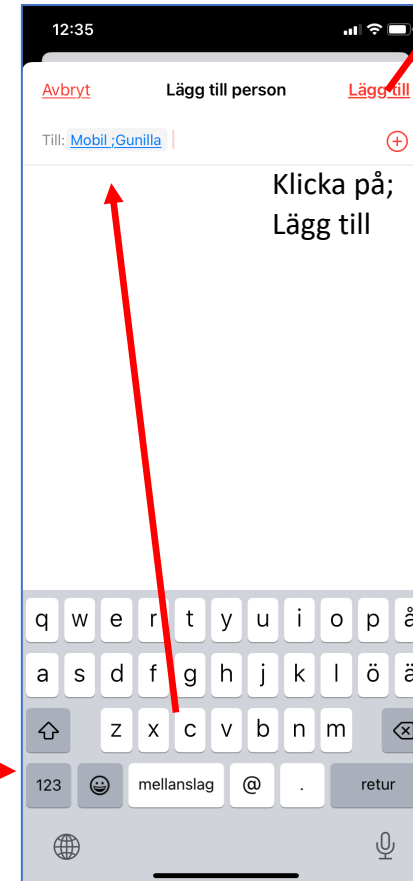 12:35
Avbryt Lägg till person Lägg till
Till: Mobil ;Gunilla
Klicka på;
Lägg till
q w e r t y u i o p å
a s d f g h j k l ö ä
z x c v b n m
123 mellanslag @ . retur